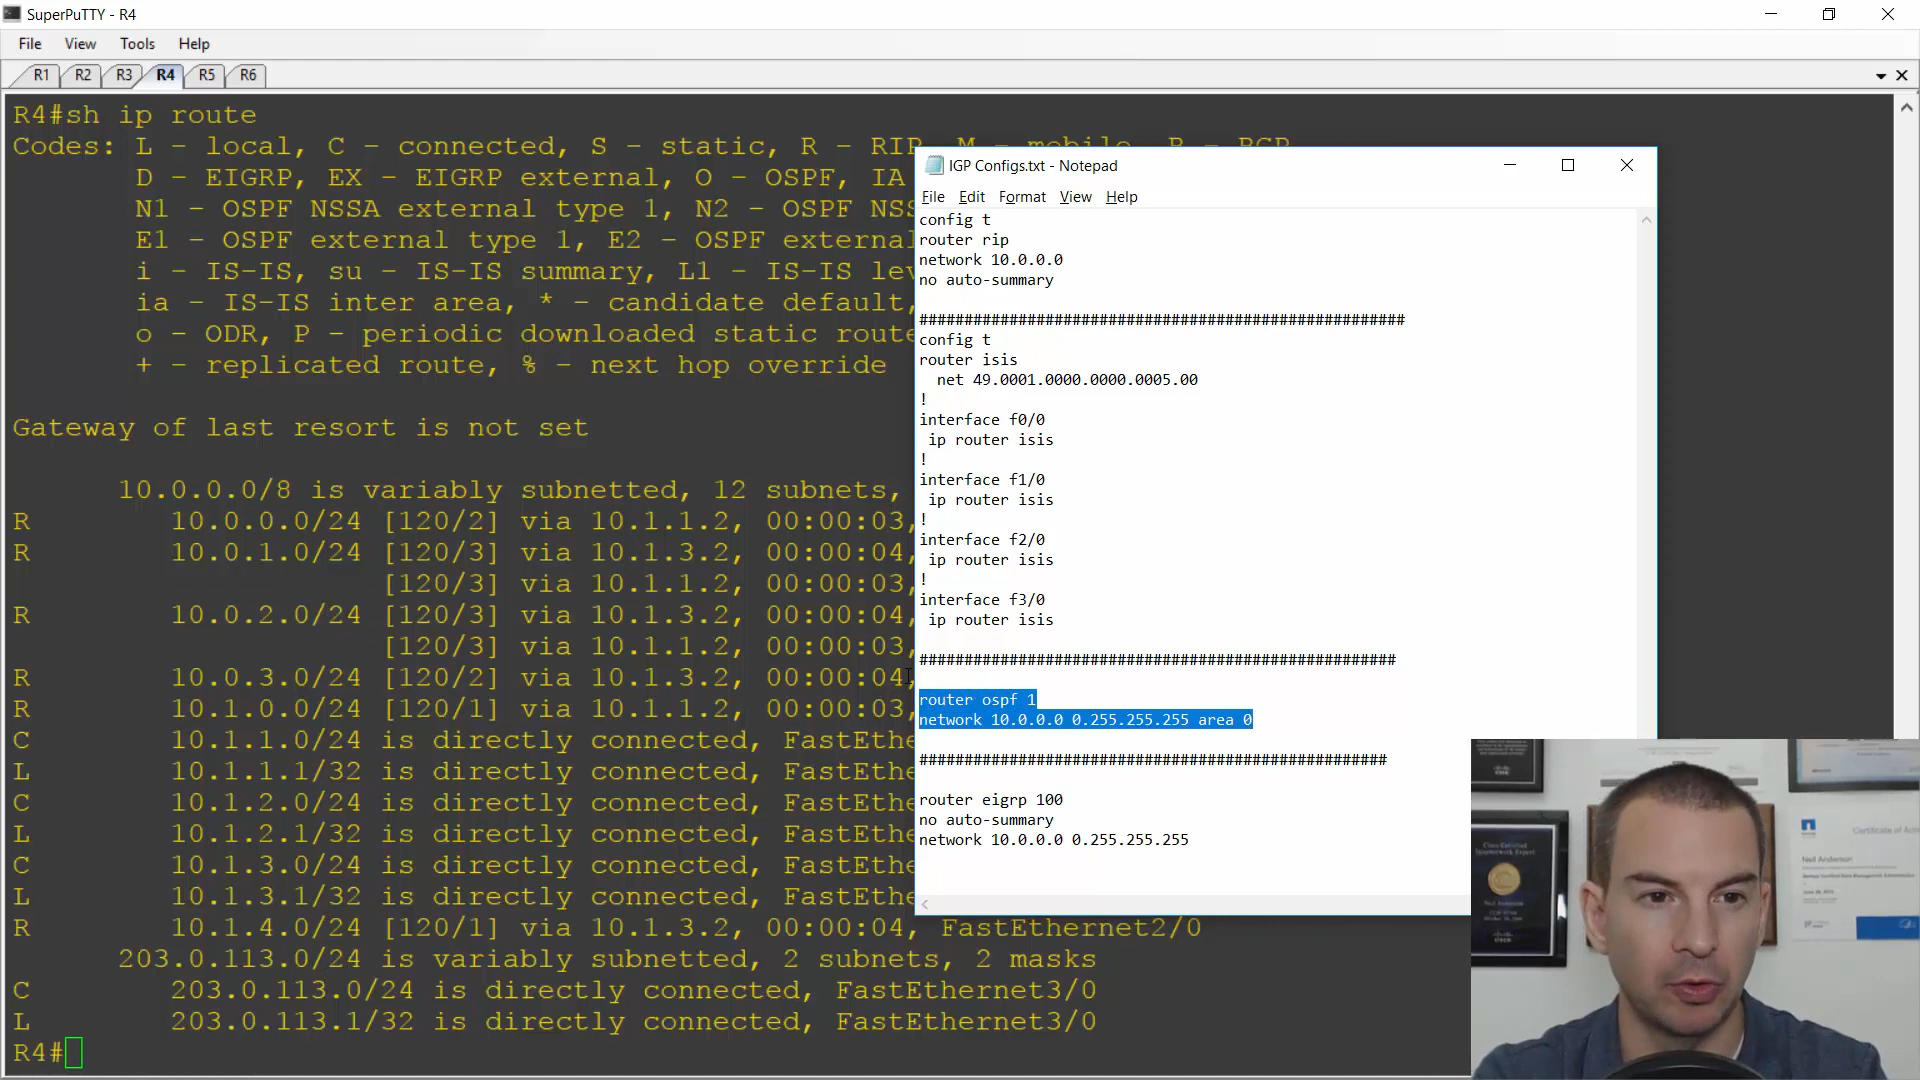 SuperPuTTY - R4
File View Tools Help
R1 R2 R3 R4 R5 R6
R4#sh ip route
Codes: L - local, C - connected, S - static, R - RIP, M - mobile, B - BGP
D - EIGRP, EX - EIGRP external, O - OSPF, IA
N1 - OSPF NSSA external type 1, N2 - OSPF NSS
E1 - OSPF external type 1, E2 - OSPF external
i - IS-IS, su - IS-IS summary, L1 - IS-IS lev
ia - IS-IS inter area, * - candidate default,
o - ODR, P - periodic downloaded static route
+ - replicated route, % - next hop override
Gateway of last resort is not set
10.0.0.0/8 is variably subnetted, 12 subnets,
R 10.0.0.0/24 [120/2] via 10.1.1.2, 00:00:03,
R 10.0.1.0/24 [120/3] via 10.1.3.2, 00:00:04,
[120/3] via 10.1.1.2, 00:00:03,
R 10.0.2.0/24 [120/3] via 10.1.3.2, 00:00:04,
[120/3] via 10.1.1.2, 00:00:03,
R 10.0.3.0/24 [120/2] via 10.1.3.2, 00:00:04,
R 10.1.0.0/24 [120/1] via 10.1.1.2, 00:00:03,
C 10.1.1.0/24 is directly connected, FastEthe
L 10.1.1.1/32 is directly connected, FastEthe
C 10.1.2.0/24 is directly connected, FastEthe
L 10.1.2.1/32 is directly connected, FastEthe
C 10.1.3.0/24 is directly connected, FastEthe
L 10.1.3.1/32 is directly connected, FastEthe
R 10.1.4.0/24 [120/1] via 10.1.3.2, 00:00:04, FastEthernet2/0
203.0.113.0/24 is variably subnetted, 2 subnets, 2 masks
C 203.0.113.0/24 is directly connected, FastEthernet3/0
L 203.0.113.1/32 is directly connected, FastEthernet3/0
R4#
IGP Configs.txt - Notepad
File Edit Format View Help
config t
router rip
network 10.0.0.0
no auto-summary
######################################################
config t
router isis
net 49.0001.0000.0000.0005.00
!
interface f0/0
ip router isis
!
interface f1/0
ip router isis
!
interface f2/0
ip router isis
!
interface f3/0
ip router isis
#####################################################
router ospf 1
network 10.0.0.0 0.255.255.255 area 0
####################################################
router eigrp 100
no auto-summary
network 10.0.0.0 0.255.255.255
Neil Anderson